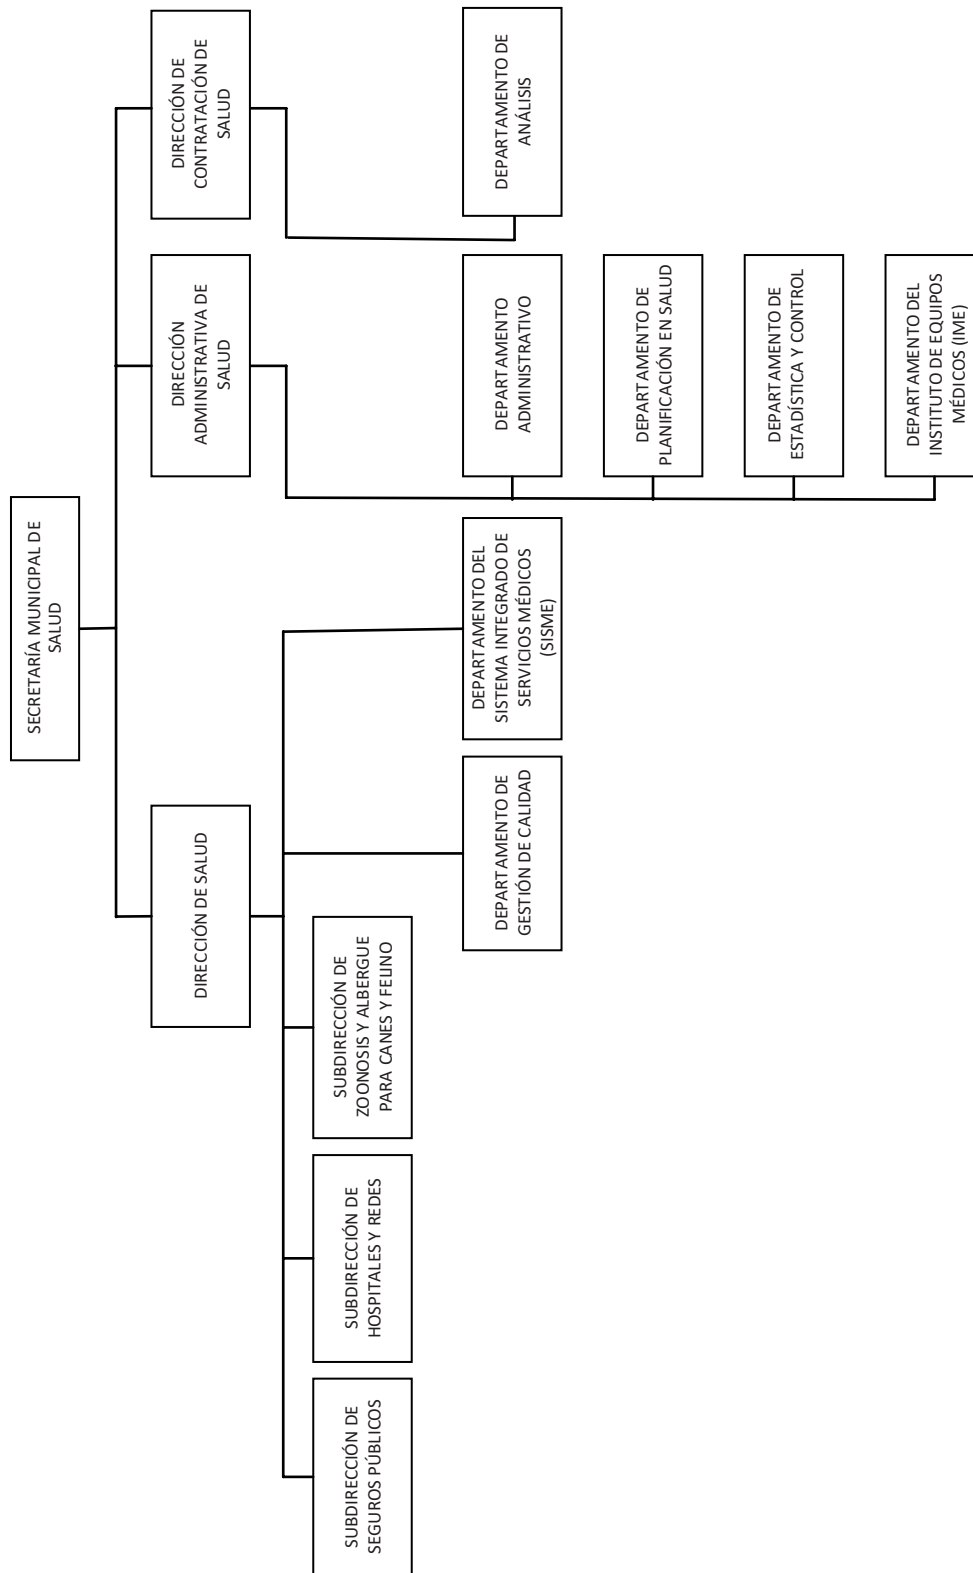 SECRETARÍA MUNICIPAL DE
SALUD
DIRECCIÓN DE SALUD
DIRECCIÓN
ADMINISTRATIVA DE
SALUD
DIRECCIÓN DE
CONTRATACIÓN DE
SALUD
SUBDIRECCIÓN DE
SEGUROS PÚBLICOS
SUBDIRECCIÓN DE
HOSPITALES Y REDES
SUBDIRECCIÓN DE
ZOONOSIS Y ALBERGUE
PARA CANES Y FELINO
DEPARTAMENTO DE
GESTIÓN DE CALIDAD
DEPARTAMENTO DEL
SISTEMA INTEGRADO DE
SERVICIOS MÉDICOS
(SISME)
DEPARTAMENTO
ADMINISTRATIVO
DEPARTAMENTO DE
ANÁLISIS
DEPARTAMENTO DE
PLANIFICACIÓN EN SALUD
DEPARTAMENTO DE
ESTADÍSTICA Y CONTROL
DEPARTAMENTO DEL
INSTITUTO DE EQUIPOS
MÉDICOS (IME)